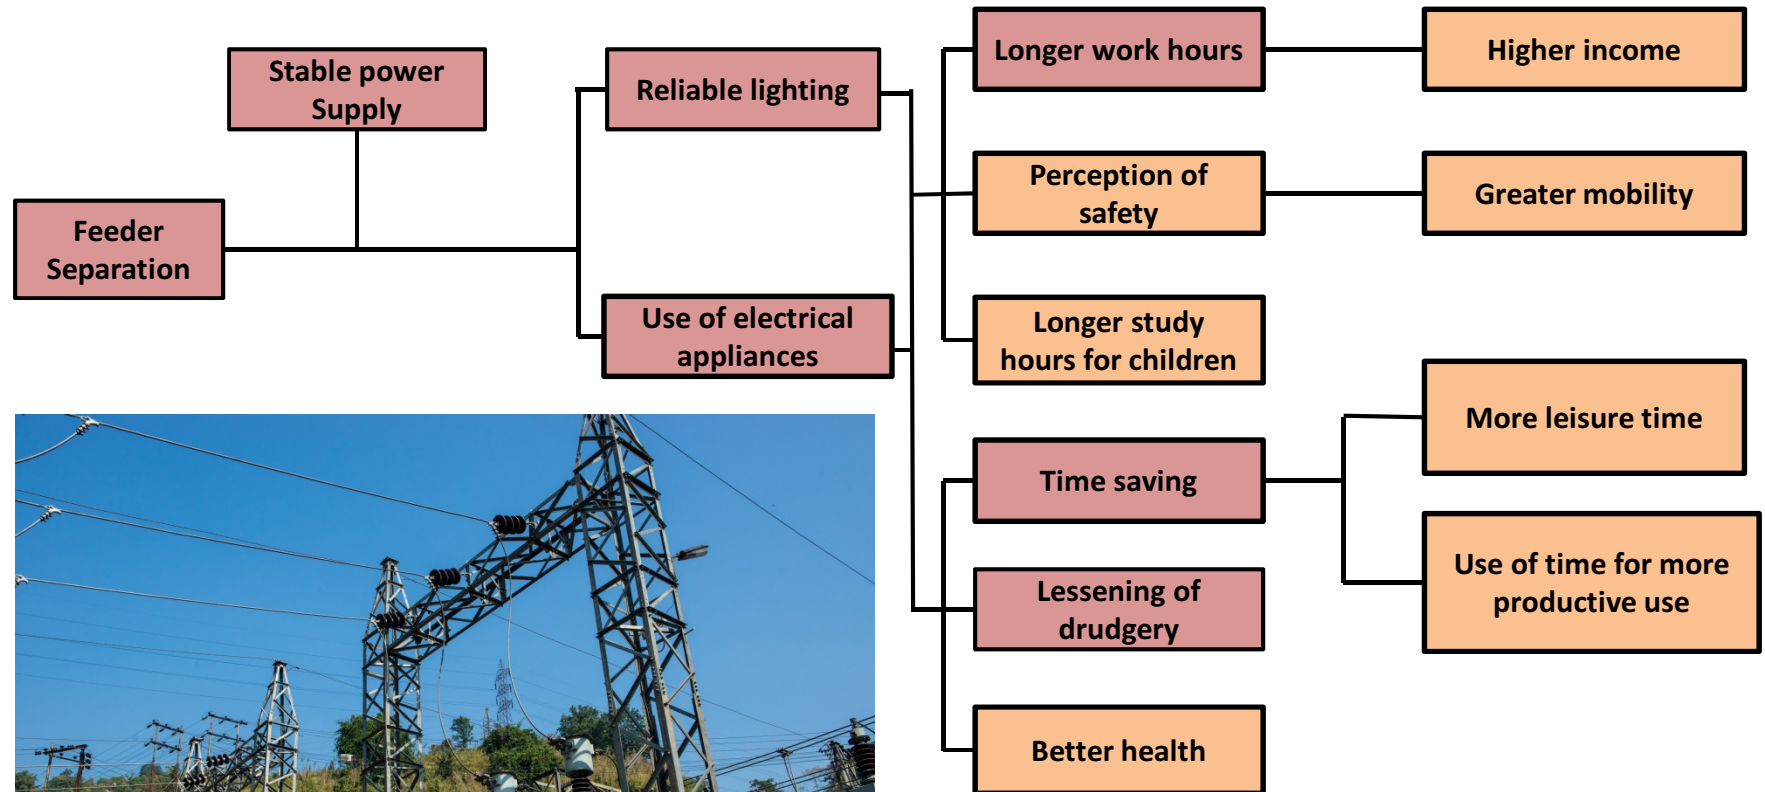 Stable power
Supply
Feeder
Separation
Reliable lighting
Use of electrical
appliances
Longer work hours
Higher income
Perception of
safety
Greater mobility
Longer study
hours for children
Time saving
More leisure time
Use of time for more
productive use
Lessening of
drudgery
Better health